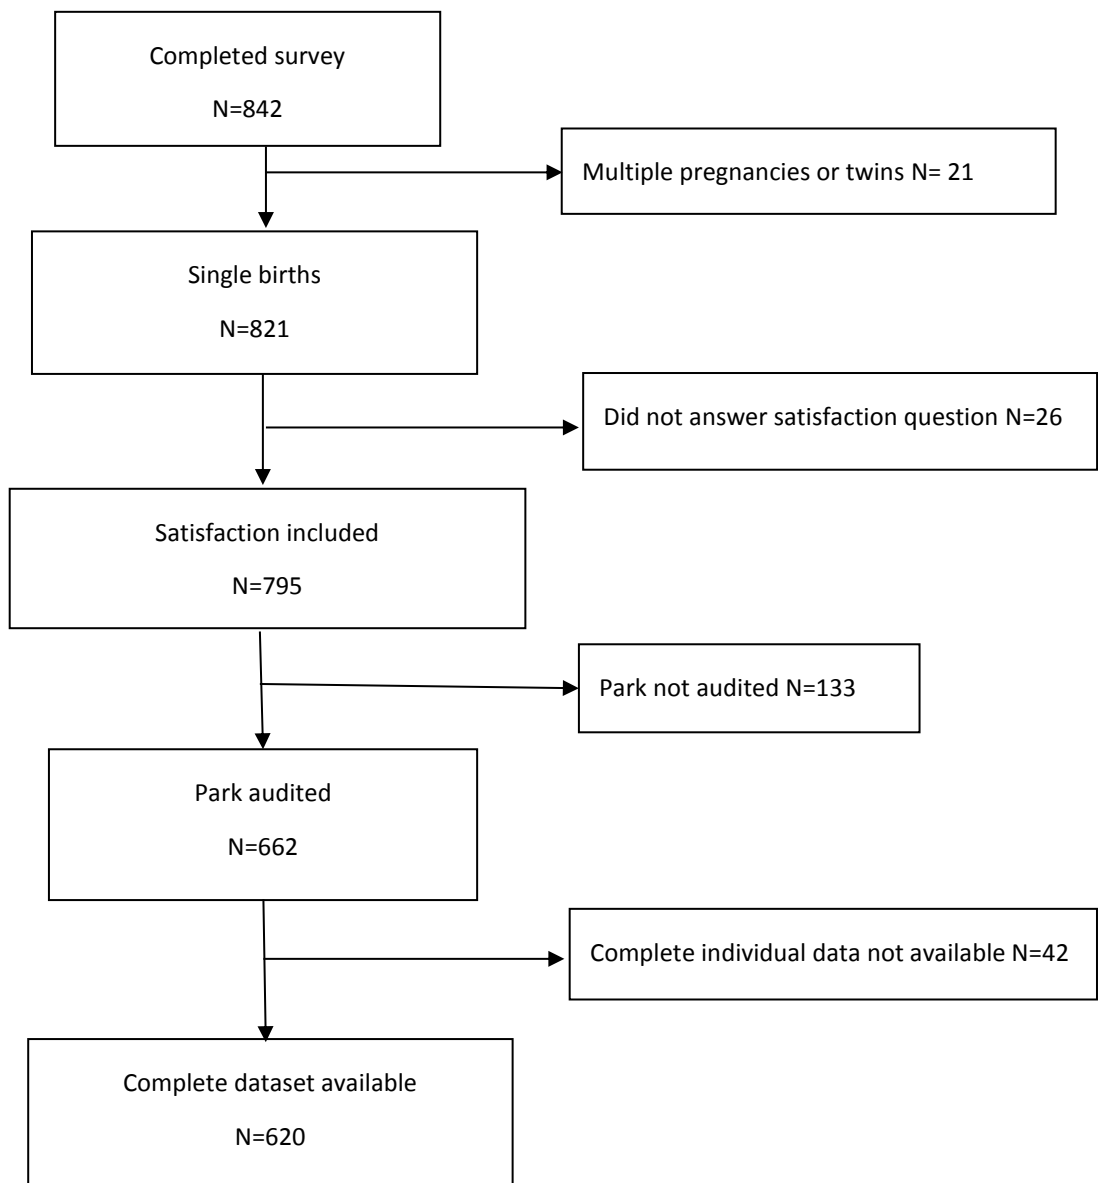 Completed survey
N=842
Multiple pregnancies or twins N= 21
Single births
N=821
Did not answer satisfaction question N=26
Satisfaction included
N=795
Park not audited N=133
Park audited
N=662
Complete individual data not available N=42
Complete dataset available
N=620